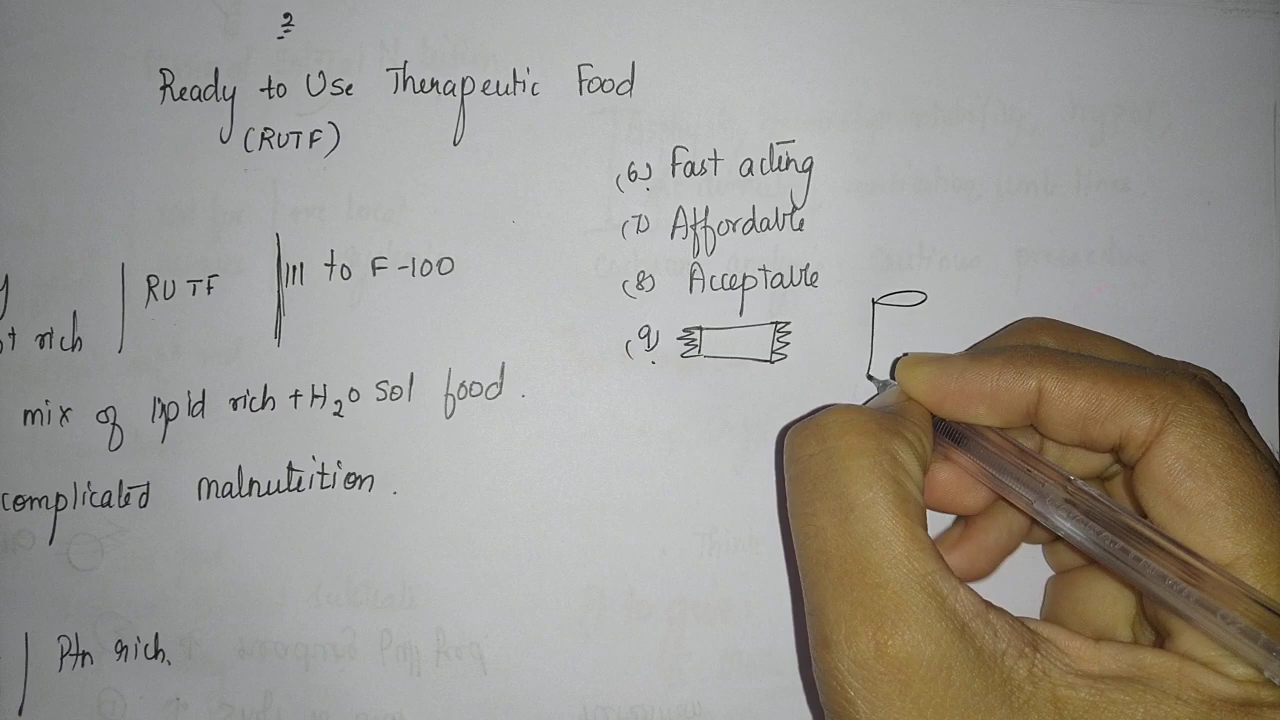 2
Ready to Use Therapeutic Food
(RUTF)
rich | RUTF
||| to F-100
mix of lipid rich + H2O sol food.
complicated malnutrition.
Ptn rich.
(6) Fast acting
(7) Affordable
(8) Acceptable
(9)